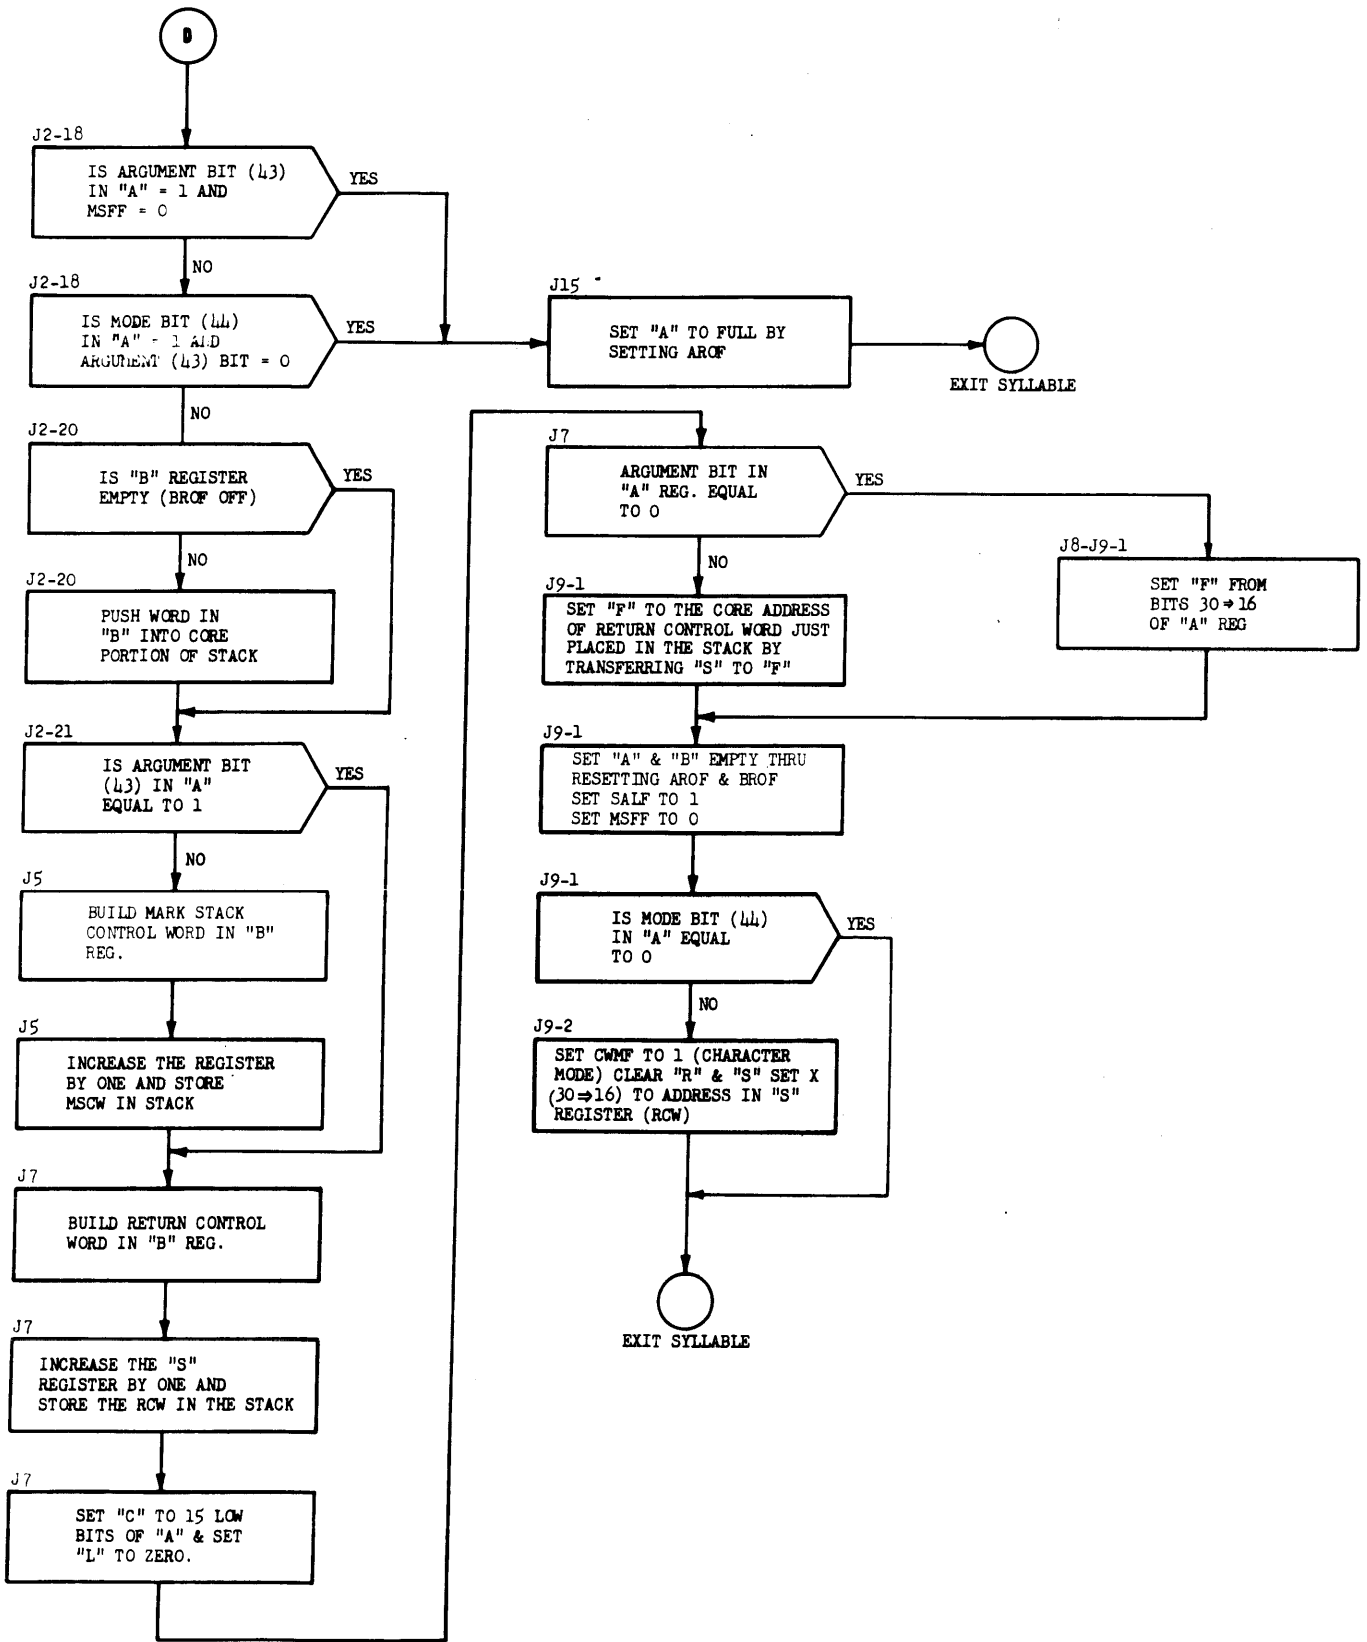 D
J2-18
IS ARGUMENT BIT (43)
IN "A" = 1 AND
MSFF = 0
YES
NO
J2-18
IS MODE BIT (44)
IN "A" = 1 AND
ARGUMENT (43) BIT = 0
YES
NO
J15
SET "A" TO FULL BY
SETTING AROF
EXIT SYLLABLE
J2-20
IS "B" REGISTER
EMPTY (BROF OFF)
YES
NO
J2-20
PUSH WORD IN
"B" INTO CORE
PORTION OF STACK
J2-21
IS ARGUMENT BIT
(43) IN "A"
EQUAL TO 1
YES
NO
J5
BUILD MARK STACK
CONTROL WORD IN "B"
REG.
J5
INCREASE THE REGISTER
BY ONE AND STORE
MSCW IN STACK
J7
BUILD RETURN CONTROL
WORD IN "B" REG.
J7
INCREASE THE "S"
REGISTER BY ONE AND
STORE THE RCW IN THE STACK
J7
SET "C" TO 15 LOW
BITS OF "A" & SET
"L" TO ZERO.
J7
ARGUMENT BIT IN
"A" REG. EQUAL
TO 0
YES
NO
J8-J9-1
SET "F" FROM
BITS 30⇒16
OF "A" REG
J9-1
SET "F" TO THE CORE ADDRESS
OF RETURN CONTROL WORD JUST
PLACED IN THE STACK BY
TRANSFERRING "S" TO "F"
J9-1
SET "A" & "B" EMPTY THRU
RESETTING AROF & BROF
SET SALF TO 1
SET MSFF TO 0
J9-1
IS MODE BIT (44)
IN "A" EQUAL
TO 0
YES
NO
J9-2
SET CWMF TO 1 (CHARACTER
MODE) CLEAR "R" & "S" SET X
(30⇒16) TO ADDRESS IN "S"
REGISTER (RCW)
EXIT SYLLABLE